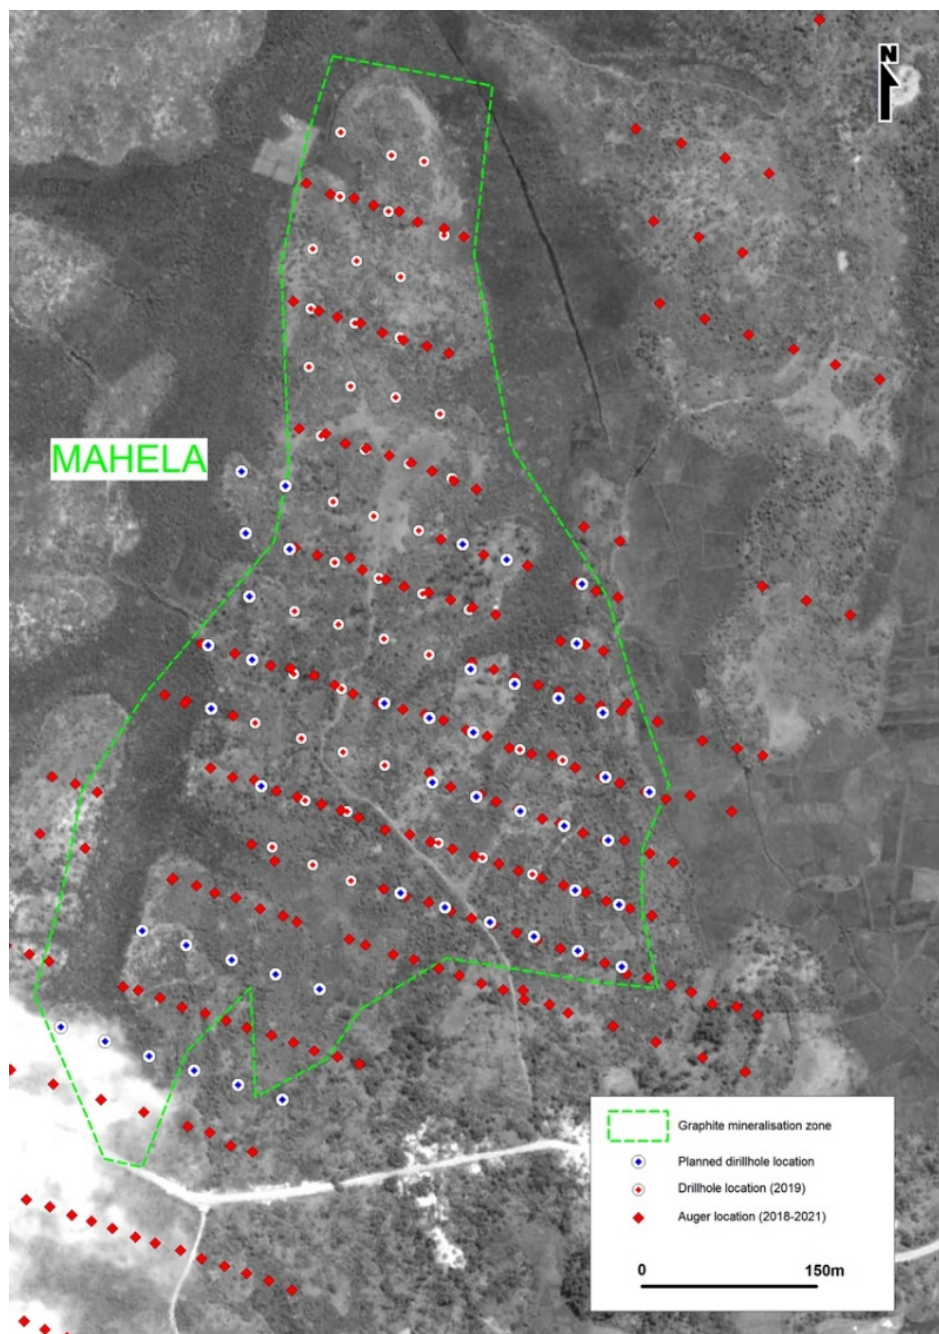 N
MAHELA
Graphite mineralisation zone
Planned dirillhole location
Drillhole location (2019)
Auger location (2018-2021)
0 150m